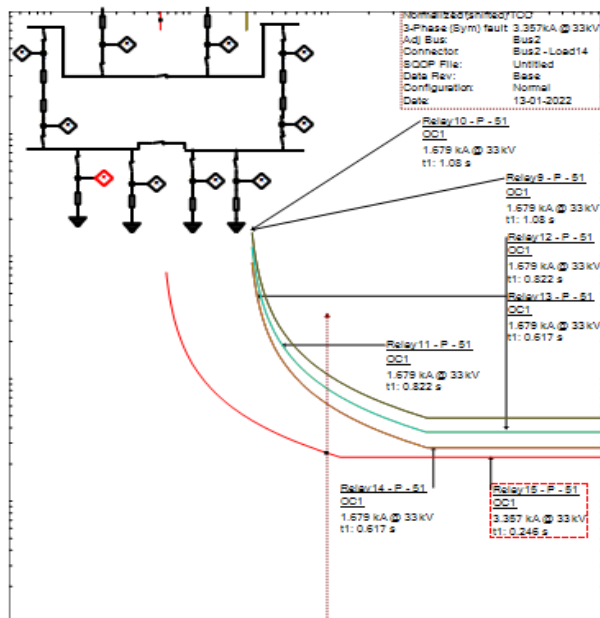 Normalized (shifted) TCC
3-Phase (Sym) fault 3.357kA @ 33kV
Adj Bus: Bus2
Connector: Bus2 - Load14
SQOP File: Untitled
Data Rev: Base
Configuration: Normal
Date: 13-01-2022
Relay10 - P - 51
OC1
1.679 kA @ 33 kV
t1: 1.08 s
Relay9 - P - 51
OC1
1.679 kA @ 33 kV
t1: 1.08 s
Relay12 - P - 51
OC1
1.679 kA @ 33 kV
t1: 0.822 s
Relay13 - P - 51
OC1
1.679 kA @ 33 kV
t1: 0.617 s
Relay11 - P - 51
OC1
1.679 kA @ 33 kV
t1: 0.822 s
Relay14 - P - 51
OC1
1.679 kA @ 33 kV
t1: 0.617 s
Relay15 - P - 51
OC1
3.357 kA @ 33 kV
t1: 0.246 s